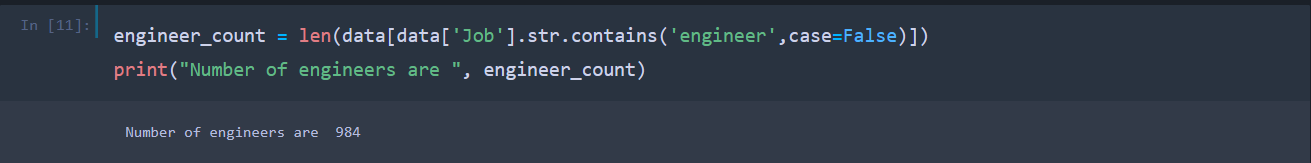 In [11]:
engineer_count = len(data[data['Job'].str.contains('engineer',case=False)])
print("Number of engineers are ", engineer_count)
Number of engineers are  984